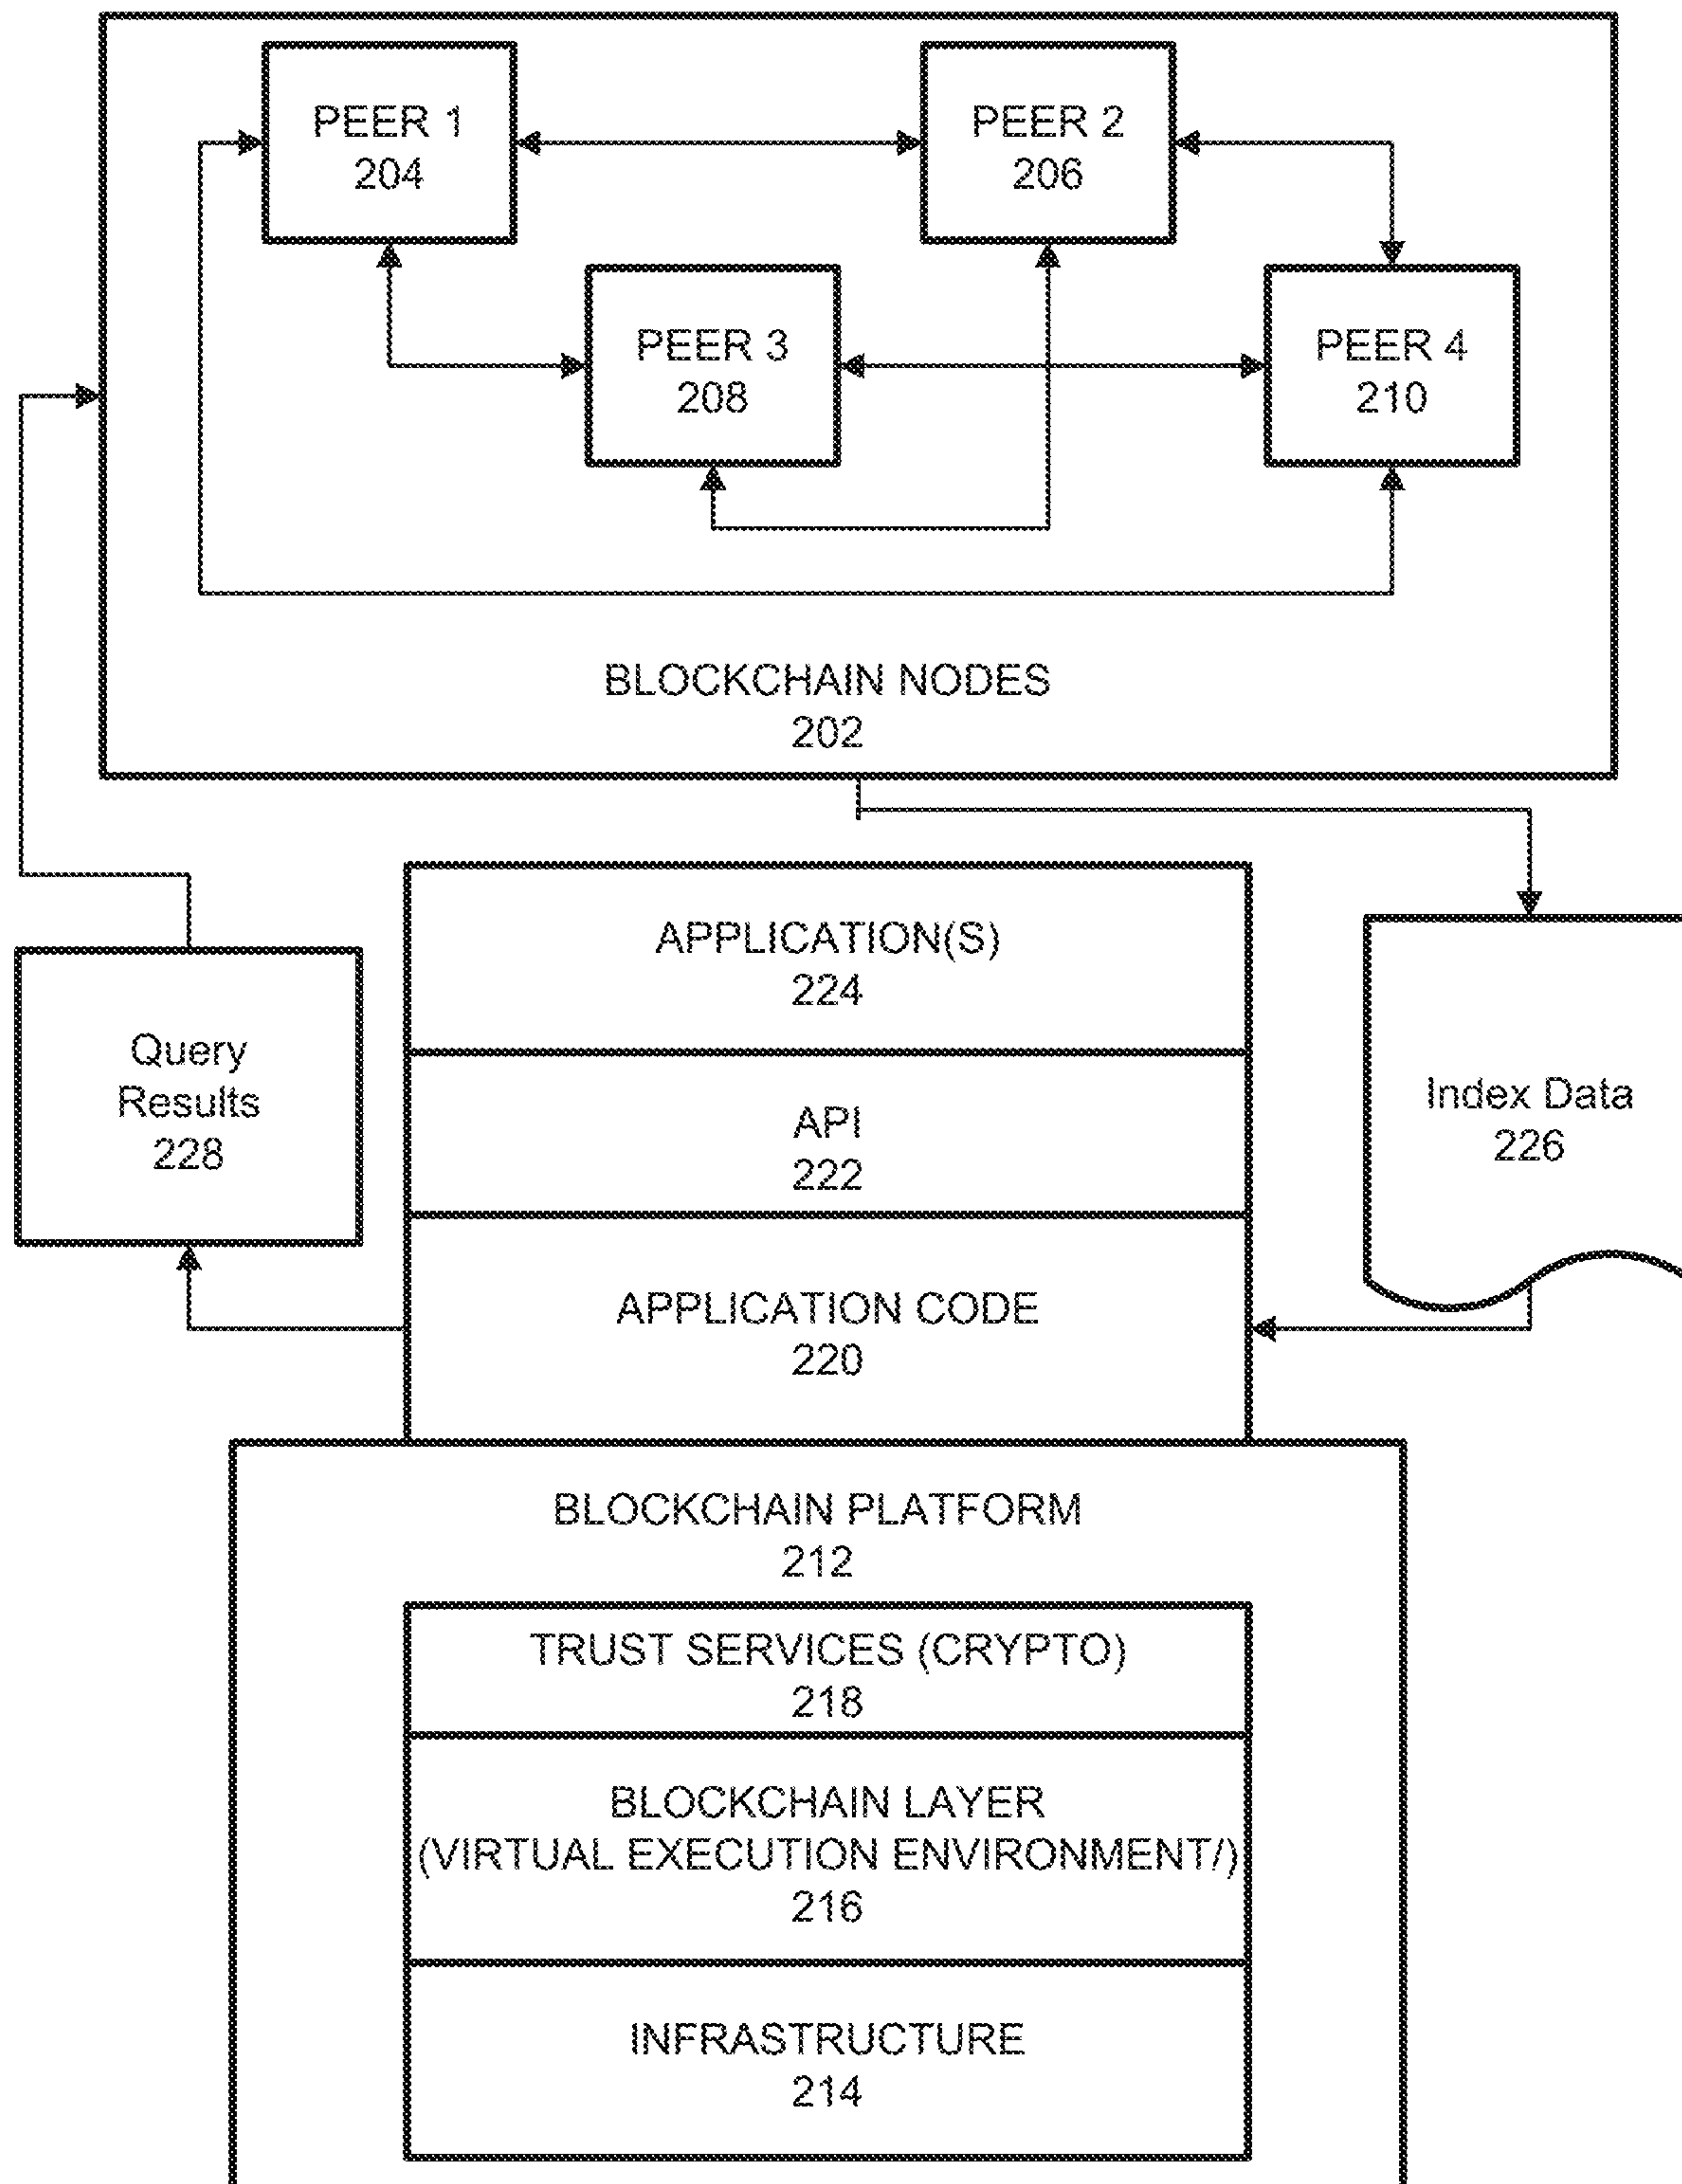 PEER 1
204
PEER 2
206
PEER 3
208
PEER 4
210
BLOCKCHAIN NODES
202
APPLICATION(S)
224
Query
Results
228
API
222
Index Data
226
APPLICATION CODE
220
BLOCKCHAIN PLATFORM
212
TRUST SERVICES (CRYPTO)
218
BLOCKCHAIN LAYER
(VIRTUAL EXECUTION ENVIRONMENT/)
216
INFRASTRUCTURE
214